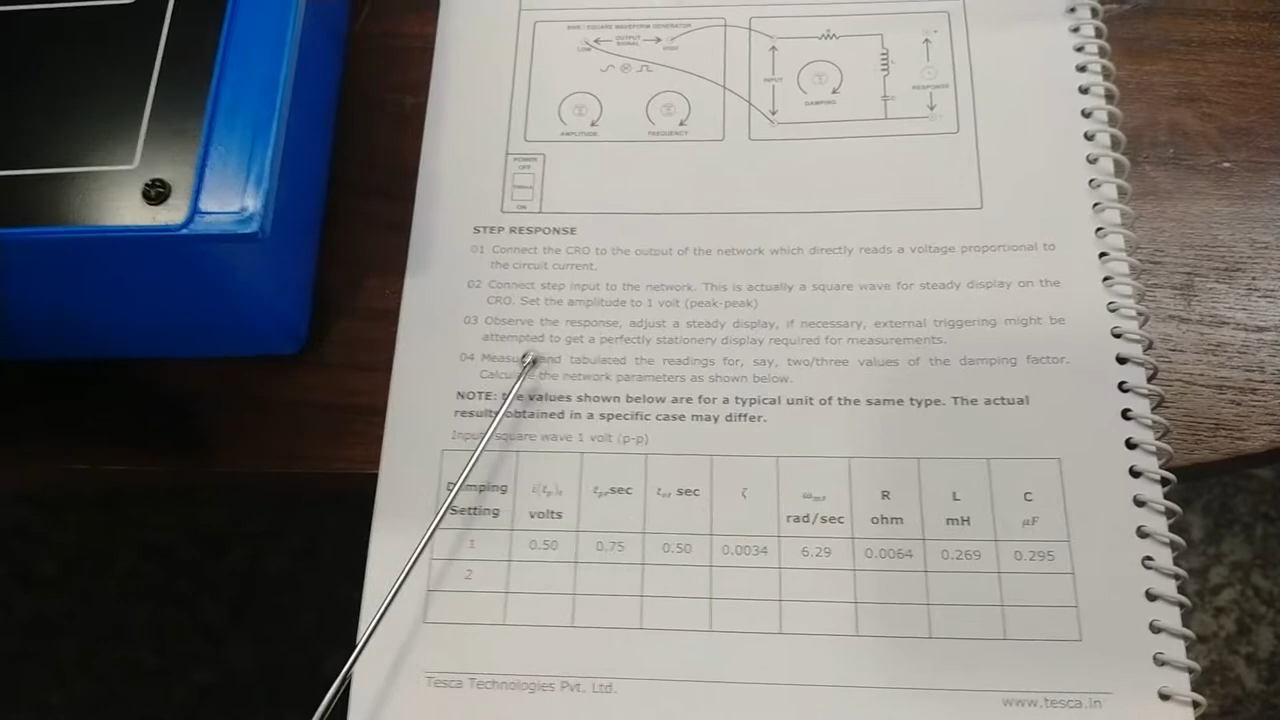 SINE / SQUARE WAVEFORM GENERATOR
OUTPUT
SIGNAL
LOW
HIGH
AMPLITUDE
FREQUENCY
INPUT
R
L
C
DAMPING
RESPONSE
POWER
OFF
ON
STEP RESPONSE
01 Connect the CRO to the output of the network which directly reads a voltage proportional to
the circuit current.
02 Connect step input to the network. This is actually a square wave for steady display on the
CRO. Set the amplitude to 1 volt (peak-peak)
03 Observe the response, adjust a steady display, if necessary, external triggering might be
attempted to get a perfectly stationery display required for measurements.
04 and tabulated the readings for, say, two/three values of the damping factor.
the network parameters as shown below.
NOTE: values shown below are for a typical unit of the same type. The actual
results obtained in a specific case may differ.
Input: square wave 1 volt (p-p)
Damping Setting volts sec sec ζ rad/sec R ohm L mH C μF
1 0.50 0.75 0.50 0.0034 6.29 0.0064 0.269 0.295
2
Tesca Technologies Pvt. Ltd.
www.tesca.in